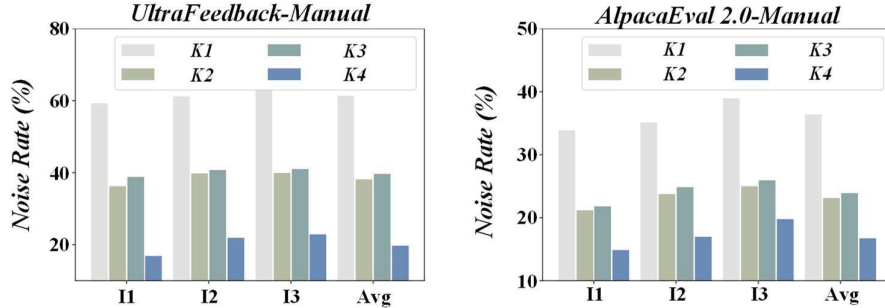 UltraFeedback-Manual
Noise Rate (%)
80
60
40
20
K1
K3
K2
K4
I1
I2
I3
Avg
AlpacaEval 2.0-Manual
Noise Rate (%)
50
40
30
20
10
K1
K3
K2
K4
I1
I2
I3
Avg